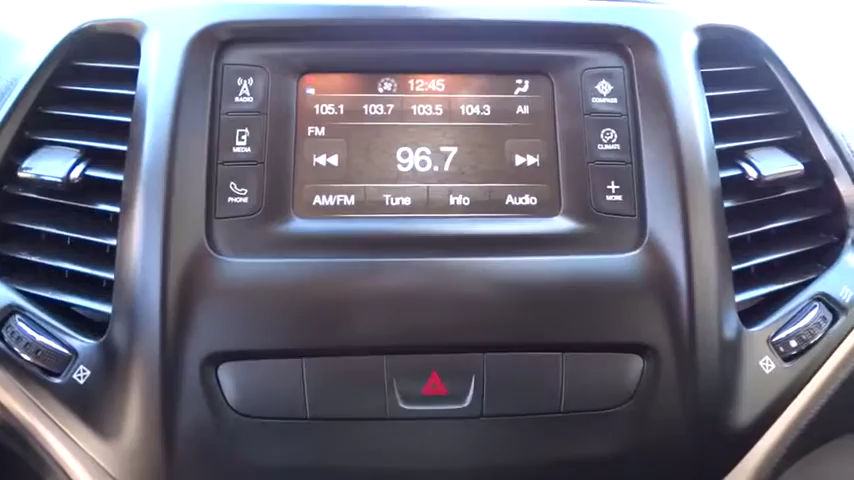 12:45
105.1 103.7 103.5 104.3 All
FM
96.7
AM/FM Tune Info Audio
RADIO
MEDIA
PHONE
COMPASS
CLIMATE
MORE